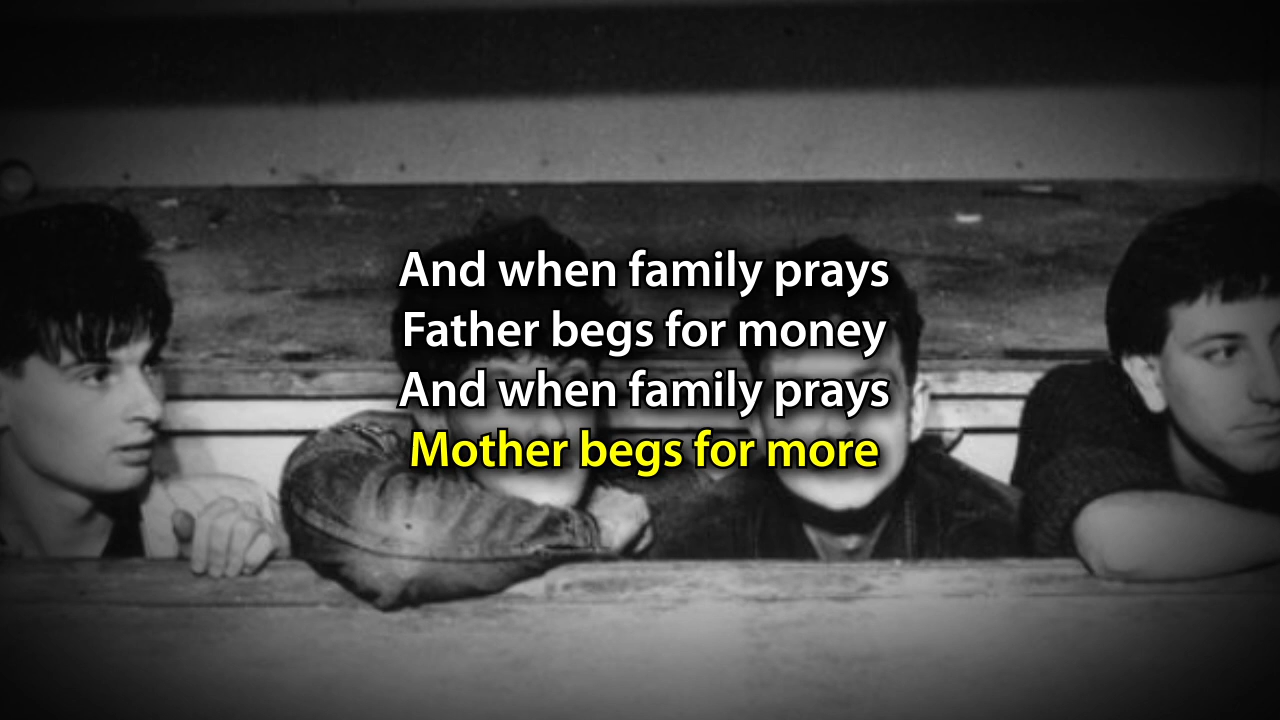 And when family prays
Father begs for money
And when family prays
Mother begs for more